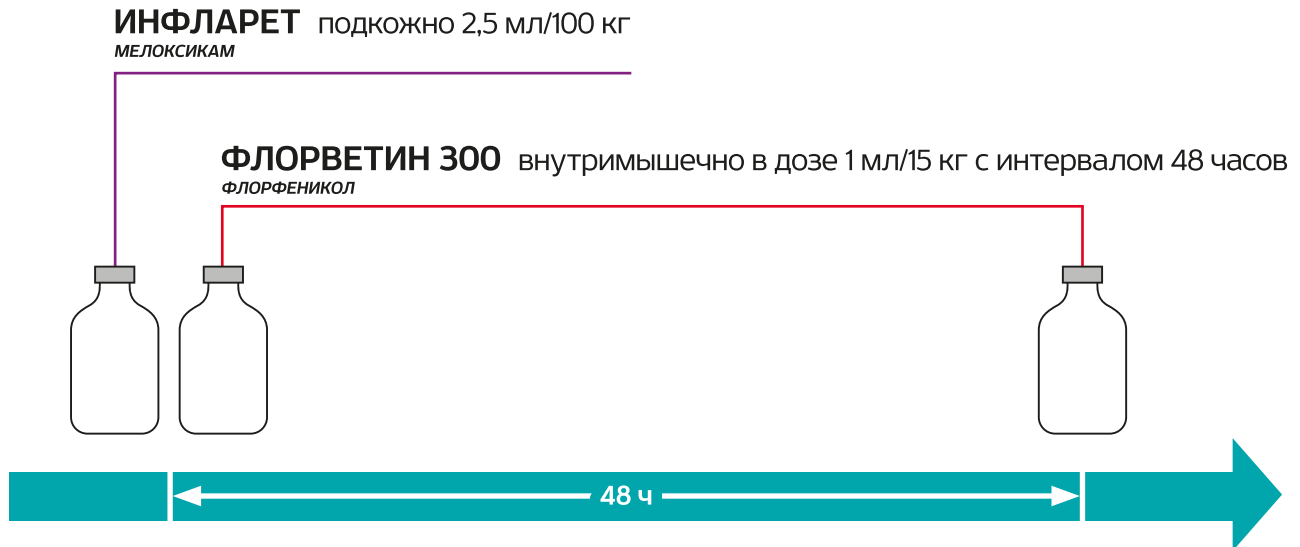 ИНФЛАРЕТ подкожно 2,5 мл/100 кг
МЕЛОКСИКАМ
ФЛОРВЕТИН 300 внутримышечно в дозе 1 мл/15 кг с интервалом 48 часов
ФЛОРФЕНИКОЛ
48 ч